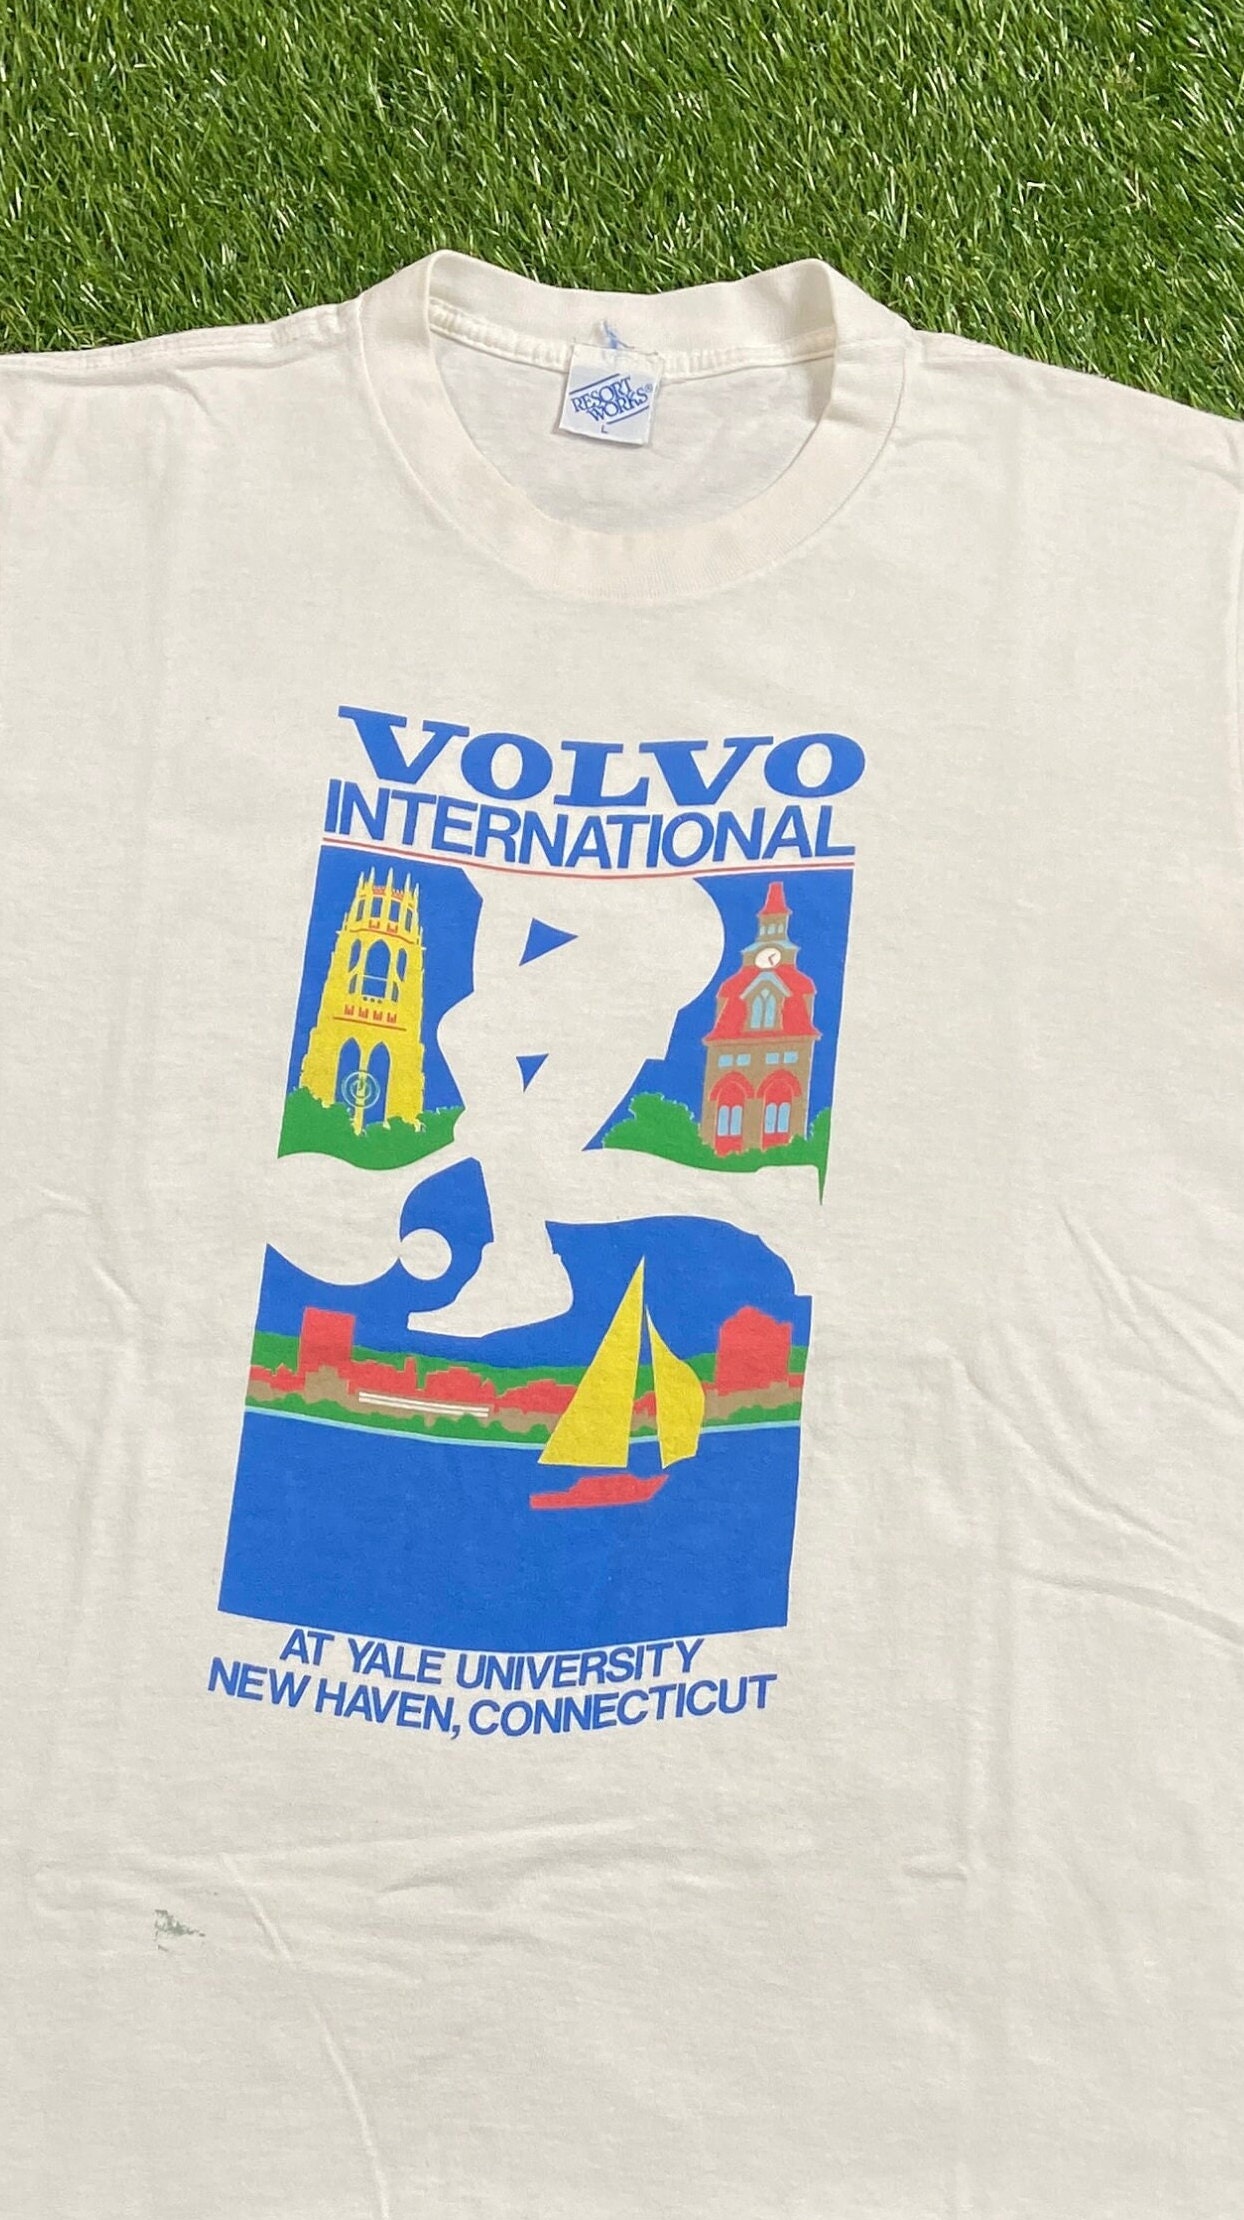 RESORT
WORKS®
L
VOLVO
INTERNATIONAL
AT YALE UNIVERSITY
NEW HAVEN, CONNECTICUT